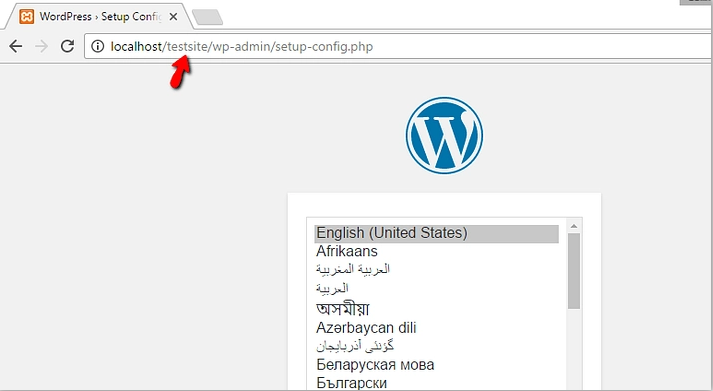 WordPress › Setup Config
localhost/testsite/wp-admin/setup-config.php
English (United States)
Afrikaans
العربية المغربية
العربية
অসমীয়া
گؤنئی آذربایجان
Azərbaycan dili
Беларуская мова
Български